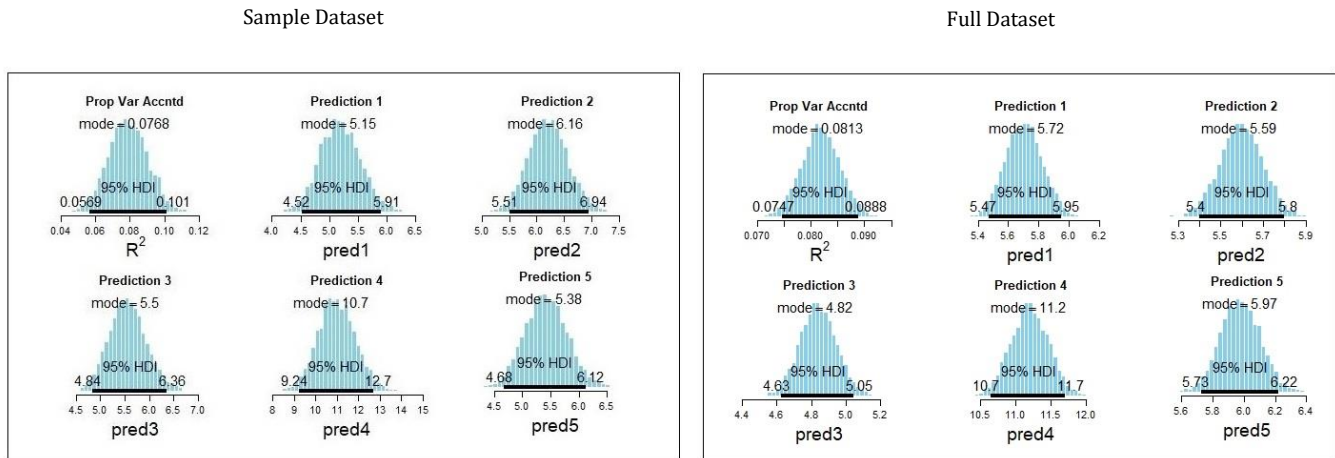 Sample Dataset
Full Dataset
Prop Var Accntd
mode = 0.0768
95% HDI
0.0569 0.101
0.04 0.06 0.08 0.10 0.12
R²
Prediction 1
mode = 5.15
95% HDI
4.52 5.91
4.0 4.5 5.0 5.5 6.0 6.5
pred1
Prediction 2
mode = 6.16
95% HDI
5.51 6.94
5.0 5.5 6.0 6.5 7.0 7.5
pred2
Prediction 3
mode = 5.5
95% HDI
4.84 6.36
4.5 5.0 5.5 6.0 6.5 7.0
pred3
Prediction 4
mode = 10.7
95% HDI
9.24 12.7
8 9 10 11 12 13 14 15
pred4
Prediction 5
mode = 5.38
95% HDI
4.68 6.12
4.5 5.0 5.5 6.0 6.5
pred5
Prop Var Accntd
mode = 0.0813
95% HDI
0.0747 0.0888
0.070 0.080 0.090
R²
Prediction 1
mode = 5.72
95% HDI
5.47 5.95
5.4 5.6 5.8 6.0 6.2
pred1
Prediction 2
mode = 5.59
95% HDI
5.4 5.8
5.3 5.5 5.7 5.9
pred2
Prediction 3
mode = 4.82
95% HDI
4.63 5.05
4.4 4.6 4.8 5.0 5.2
pred3
Prediction 4
mode = 11.2
95% HDI
10.7 11.7
10.5 11.0 11.5 12.0
pred4
Prediction 5
mode = 5.97
95% HDI
5.73 6.22
5.6 5.8 6.0 6.2 6.4
pred5